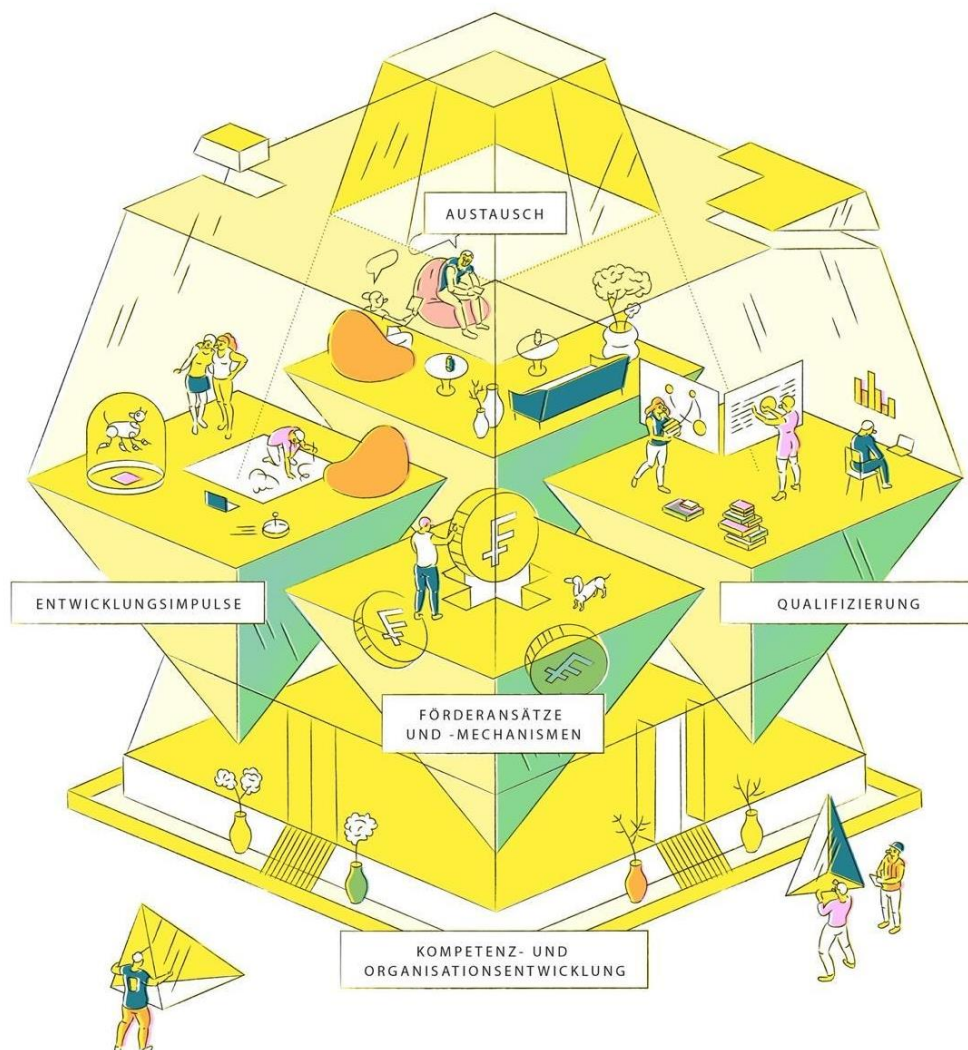 AUSTAUSCH
ENTWICKLUNGSIMPULSE
QUALIFIZIERUNG
FÖRDERANSÄTZE
UND -MECHANISMEN
KOMPETENZ- UND
ORGANISATIONSENTWICKLUNG